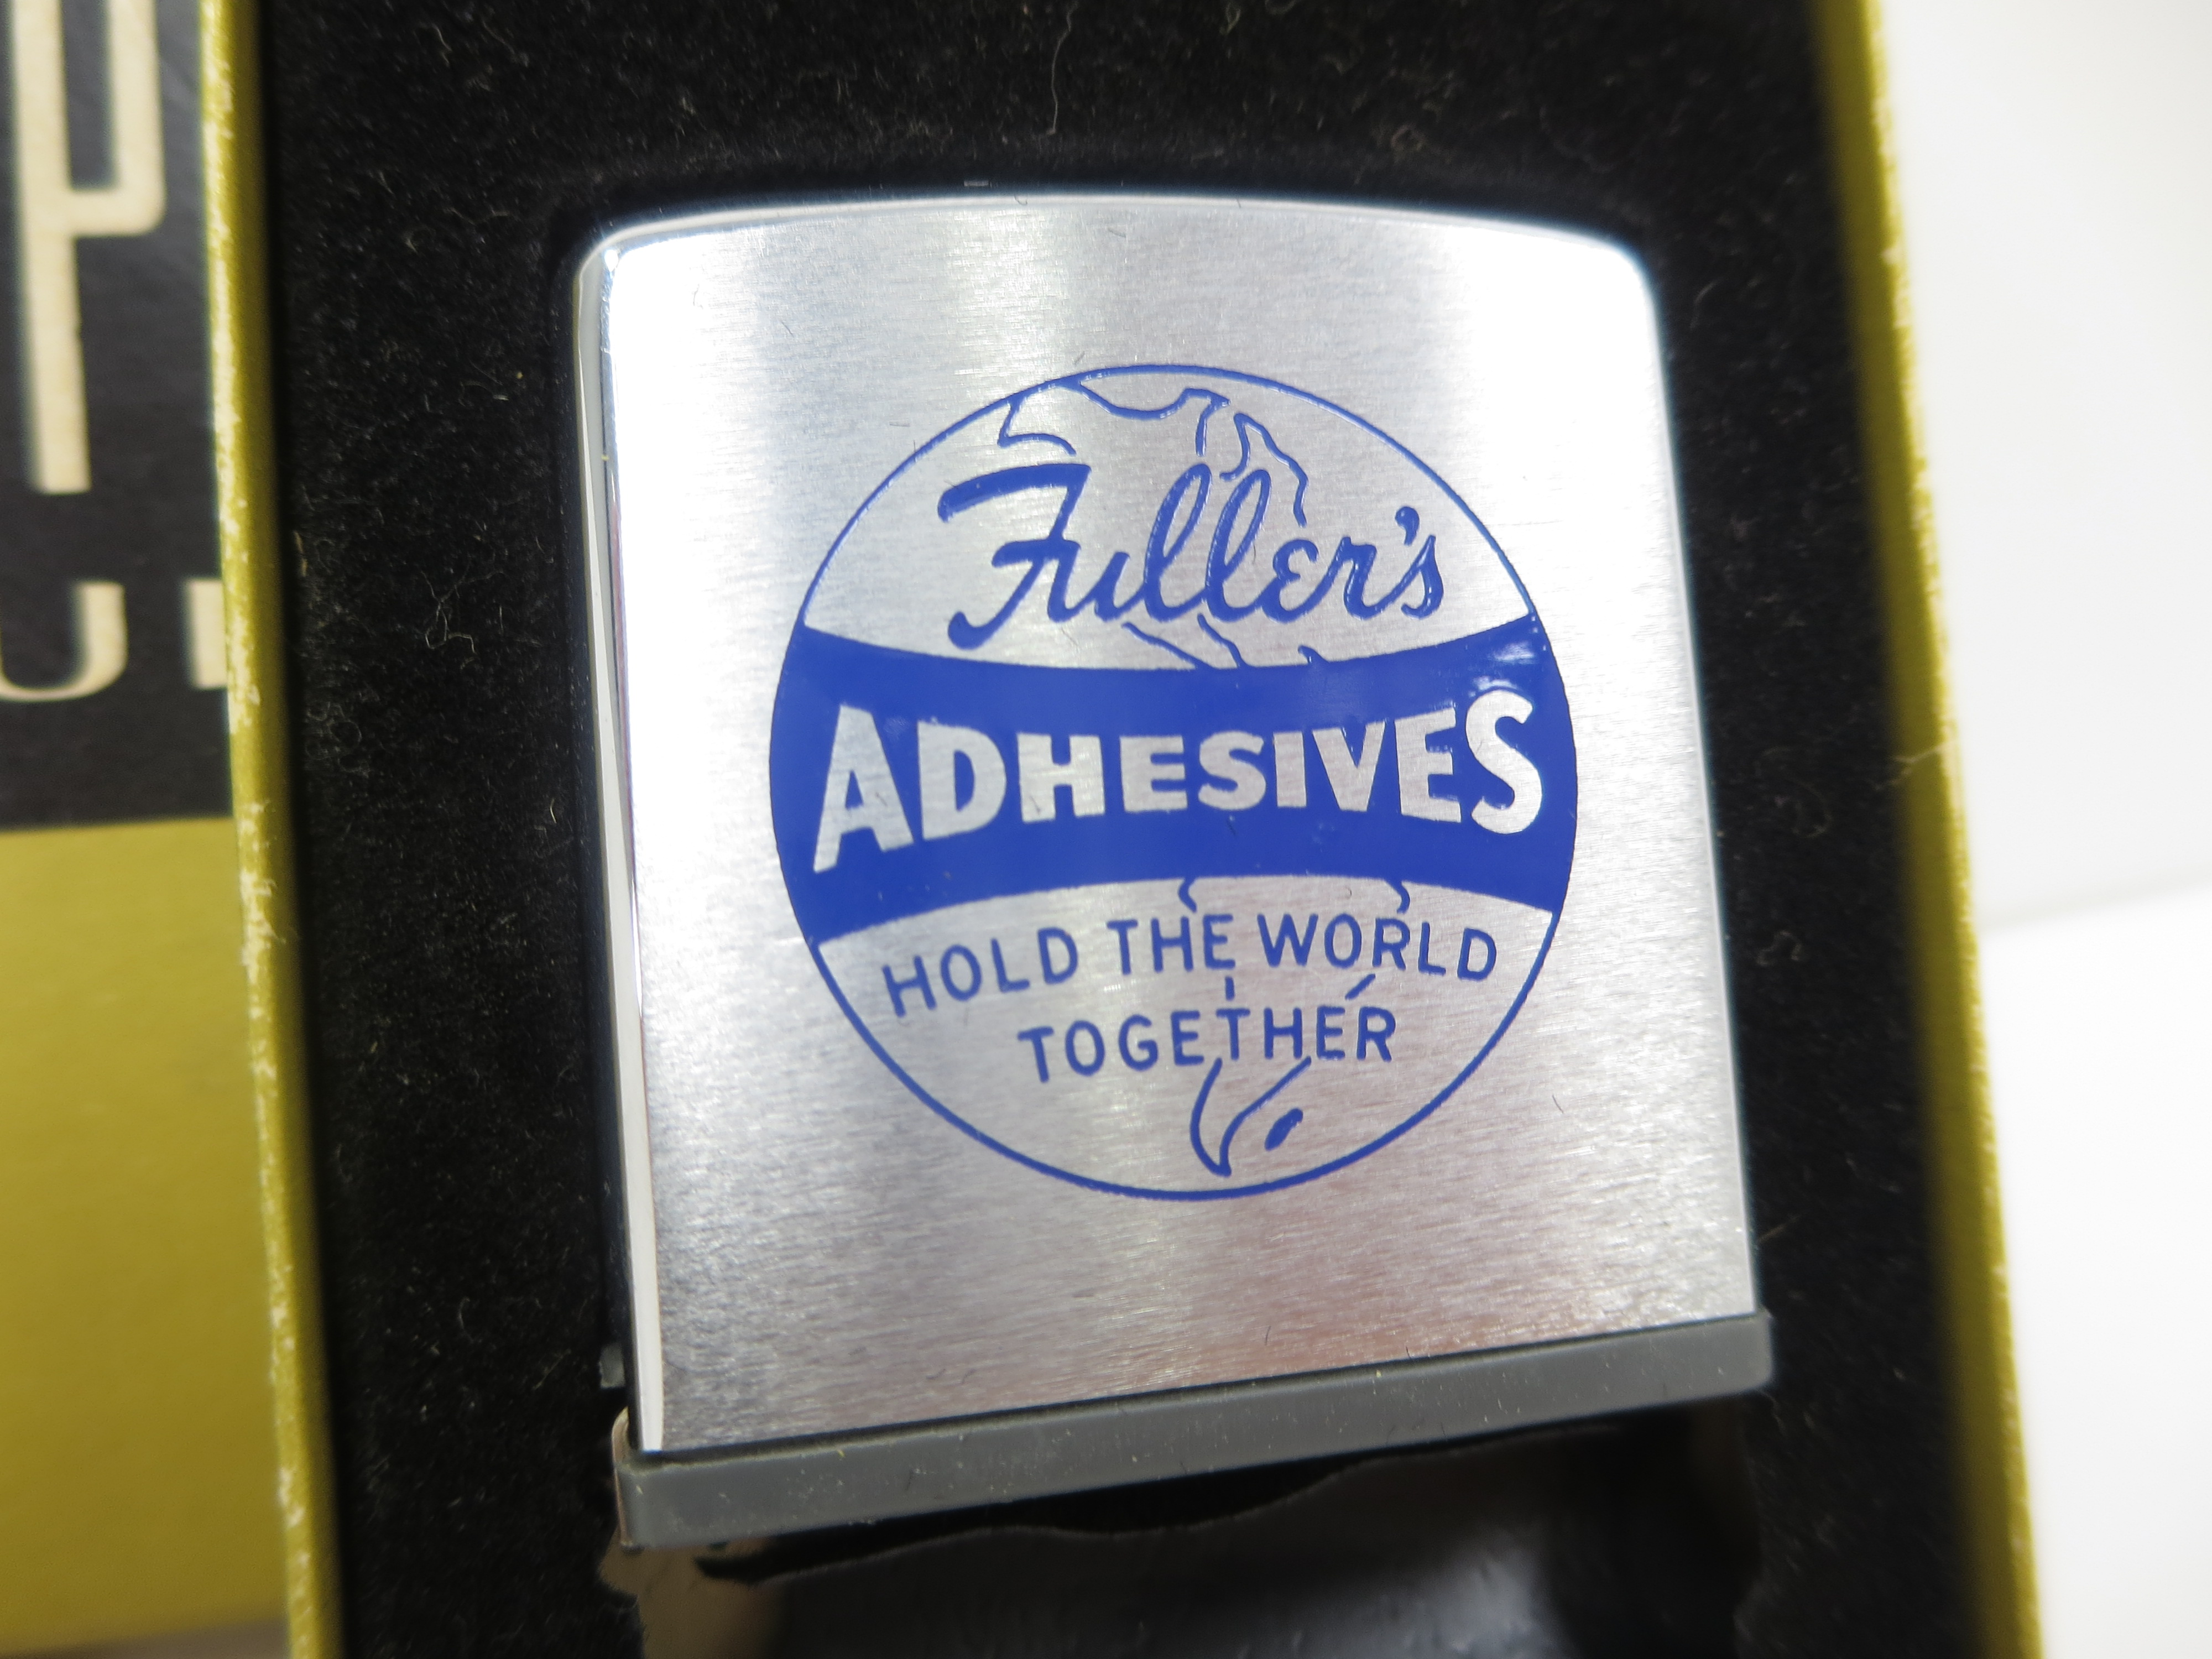 Fuller's
ADHESIVES
HOLD THE WORLD
TOGETHER